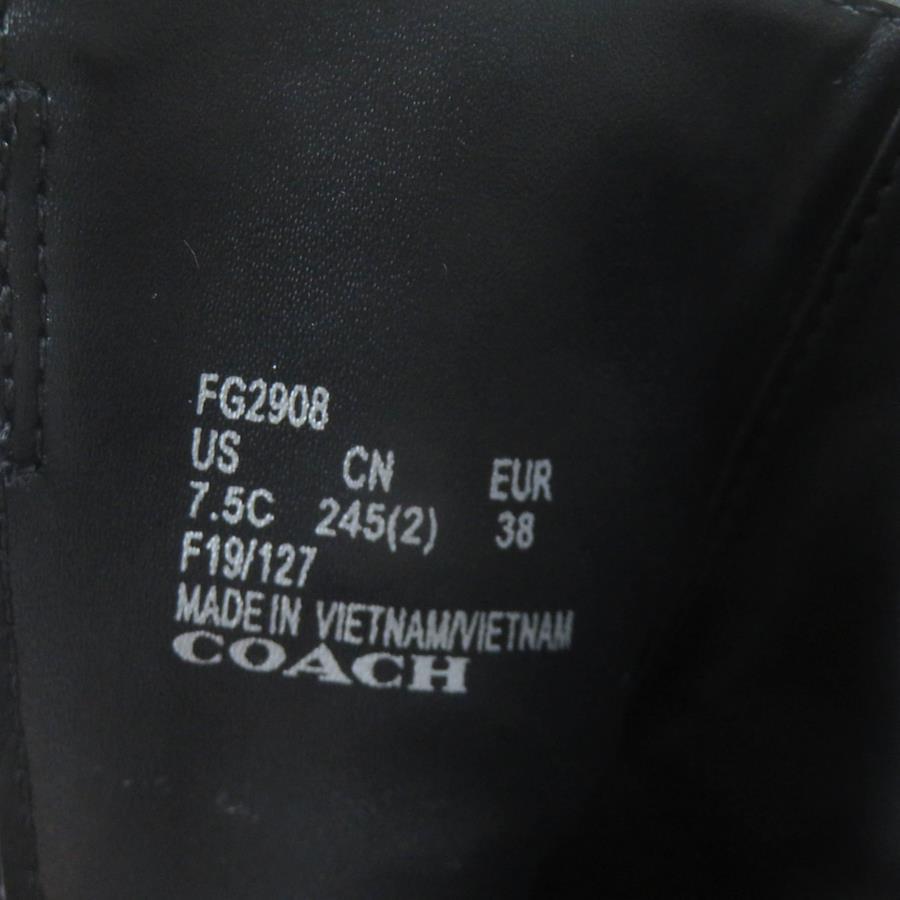 FG2908
US CN EUR
7.5C 245(2) 38
F19/127
MADE IN VIETNAM/VIETNAM
COACH